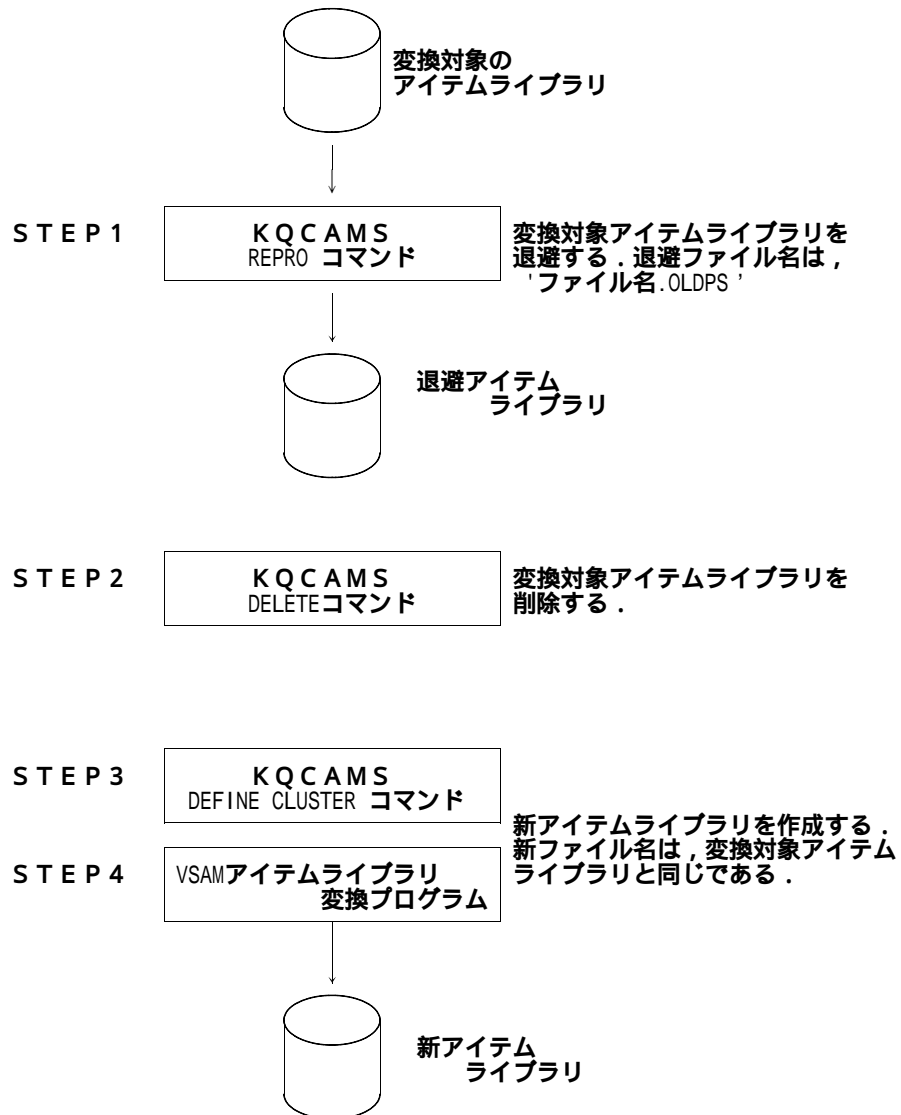 変換対象の
アイテムライブラリ
ＳＴＥＰ１
ＫＱＣＡＭＳ
REPRO コマンド
変換対象アイテムライブラリを
退避する．退避ファイル名は，
'ファイル名.OLDPS'
退避アイテム
ライブラリ
ＳＴＥＰ２
ＫＱＣＡＭＳ
DELETEコマンド
変換対象アイテムライブラリを
削除する．
ＳＴＥＰ３
ＫＱＣＡＭＳ
DEFINE CLUSTER コマンド
ＳＴＥＰ４
VSAMアイテムライブラリ
変換プログラム
新アイテムライブラリを作成する．
新ファイル名は，変換対象アイテム
ライブラリと同じである．
新アイテム
ライブラリ